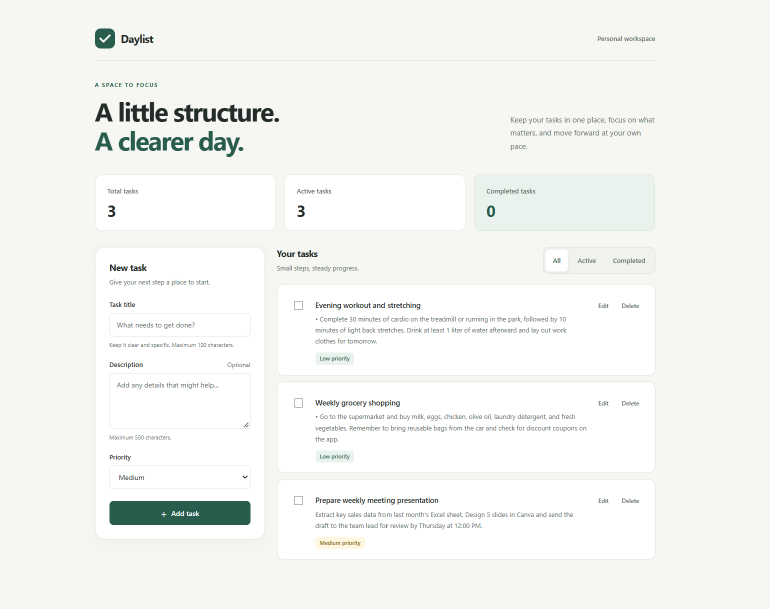 Daylist
Personal workspace
A SPACE TO FOCUS
A little structure.
A clearer day.
Keep your tasks in one place, focus on what
matters, and move forward at your own
pace.
Total tasks
3
Active tasks
3
Completed tasks
0
New task
Give your next step a place to start.
Task title
What needs to get done?
Keep it clear and specific. Maximum 100 characters.
Description
Optional
Add any details that might help...
Maximum 500 characters.
Priority
Medium
+ Add task
Your tasks
Small steps, steady progress.
All
Active
Completed
Evening workout and stretching
Edit
Delete
• Complete 30 minutes of cardio on the treadmill or running in the park, followed by 10
minutes of light back stretches. Drink at least 1 liter of water afterward and lay out work
clothes for tomorrow.
Low priority
Weekly grocery shopping
Edit
Delete
• Go to the supermarket and buy milk, eggs, chicken, olive oil, laundry detergent, and fresh
vegetables. Remember to bring reusable bags from the car and check for discount coupons on
the app.
Low priority
Prepare weekly meeting presentation
Edit
Delete
Extract key sales data from last month's Excel sheet. Design 5 slides in Canva and send the
draft to the team lead for review by Thursday at 12:00 PM.
Medium priority